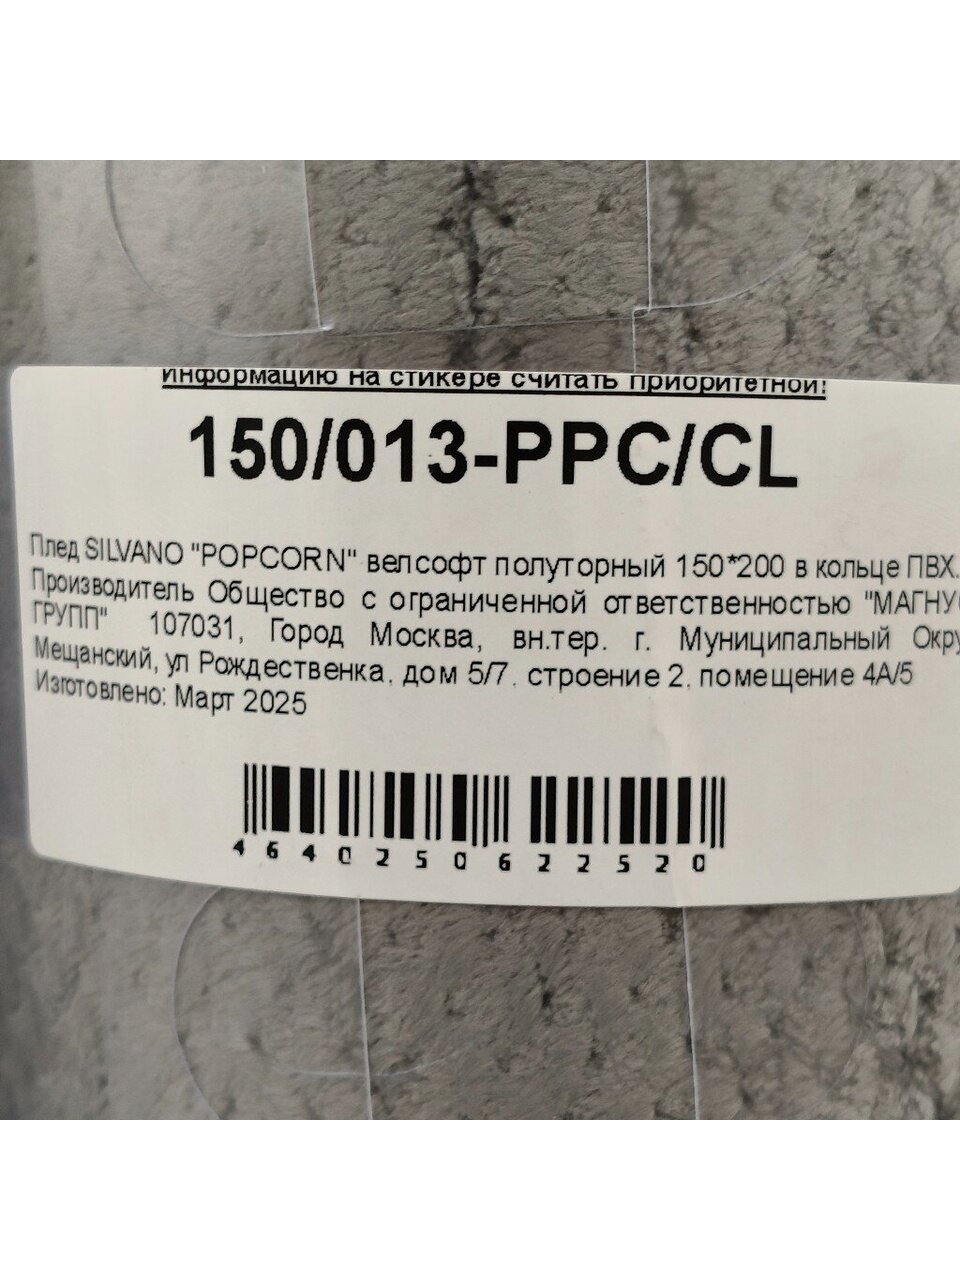 Информацию на стикере считать приоритетной!
150/013-PPC/CL
Плед SILVANO "POPCORN" велсофт полуторный 150*200 в кольце ПВХ.
Производитель Общество с ограниченной ответственностью
ГРУПП" 107031, Город Москва, вн.тер. г. Муниципальный
Мещанский, ул Рождественка, дом 5/7, строение 2, помещение 4А/5
Изготовлено: Март 2025
4640250622520